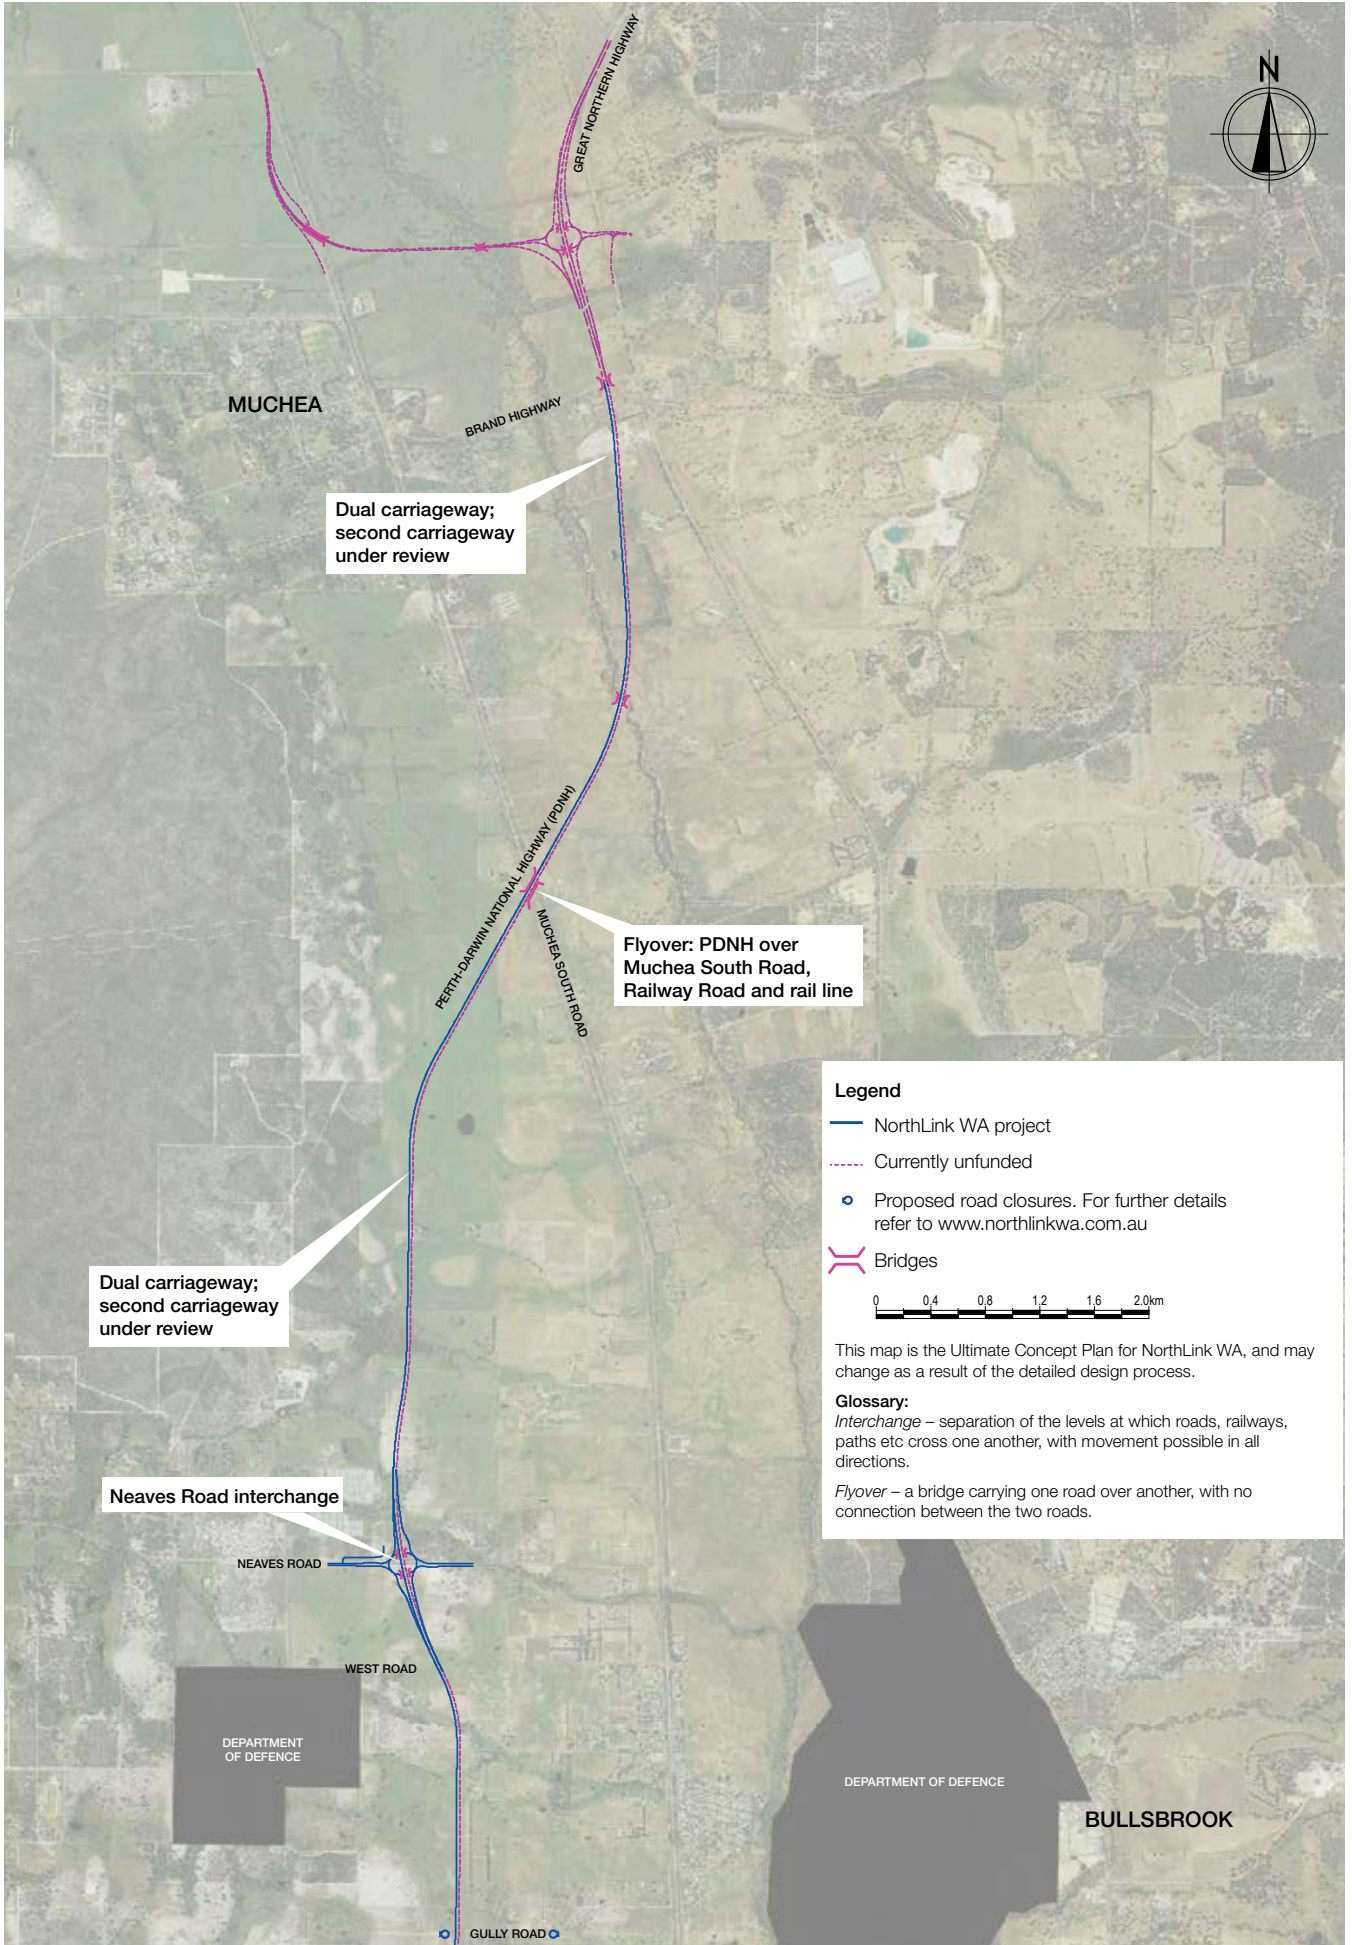 GREAT NORTHERN HIGHWAY
N
MUCHEA
BRAND HIGHWAY
Dual carriageway;
second carriageway
under review
PERTH-DARWIN NATIONAL HIGHWAY (PDNH)
MUCHEA SOUTH ROAD
Flyover: PDNH over
Muchea South Road,
Railway Road and rail line
Legend
NorthLink WA project
Currently unfunded
Proposed road closures. For further details
refer to www.northlinkwa.com.au
Bridges
0 0.4 0.8 1.2 1.6 2.0km
This map is the Ultimate Concept Plan for NorthLink WA, and may
change as a result of the detailed design process.
Glossary:
Interchange – separation of the levels at which roads, railways,
paths etc cross one another, with movement possible in all
directions.
Flyover – a bridge carrying one road over another, with no
connection between the two roads.
Dual carriageway;
second carriageway
under review
Neaves Road interchange
NEAVES ROAD
WEST ROAD
DEPARTMENT
OF DEFENCE
DEPARTMENT OF DEFENCE
BULLSBROOK
GULLY ROAD